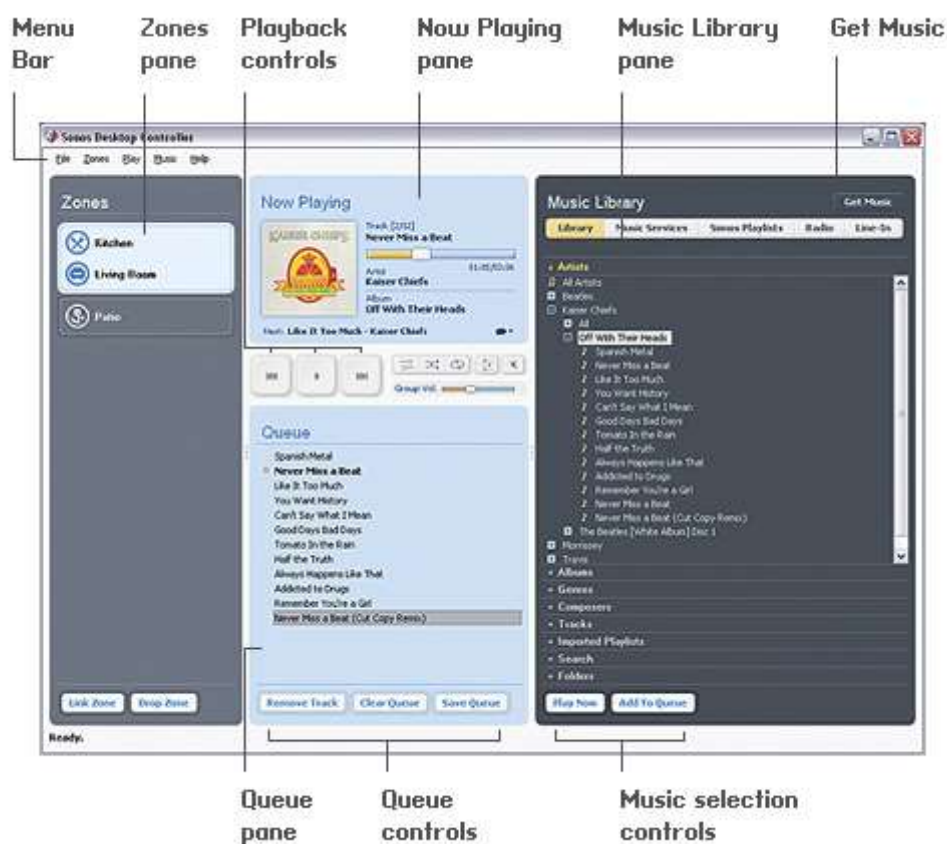 Menu Bar
Zones pane
Playback controls
Now Playing pane
Music Library pane
Get Music
Sonos Desktop Controller
File Zones Play Music Help
Zones
Kitchen
Living Room
Patio
Link Zone Drop Zone
Ready.
Now Playing
KAISER CHIEFS
Track [2/12]
Never Miss a Beat
Artist
Kaiser Chiefs
Album
Off With Their Heads
Next: Like It Too Much - Kaiser Chiefs
Group Vol.
Queue
Spanish Metal
Never Miss a Beat
Like It Too Much
You Want History
Can't Say What I Mean
Good Days Bad Days
Tomato In the Rain
Half the Truth
Always Happens Like That
Addicted to Drugs
Remember You're a Girl
Never Miss a Beat (Cut Copy Remix)
Remove Track Clear Queue Save Queue
Music Library
Get Music
Library Music Services Sonos Playlists Radio Line-In
Artists
All Artists
Beatles
Kaiser Chiefs
All
Off With Their Heads
Spanish Metal
Never Miss a Beat
Like It Too Much
You Want History
Can't Say What I Mean
Good Days Bad Days
Tomato In the Rain
Half the Truth
Always Happens Like That
Addicted to Drugs
Remember You're a Girl
Never Miss a Beat
Never Miss a Beat (Cut Copy Remix)
The Beatles [White Album] Disc 1
Morrissey
Travis
Albums
Genres
Composers
Tracks
Imported Playlists
Search
Folders
Play Now Add To Queue
Queue pane
Queue controls
Music selection controls